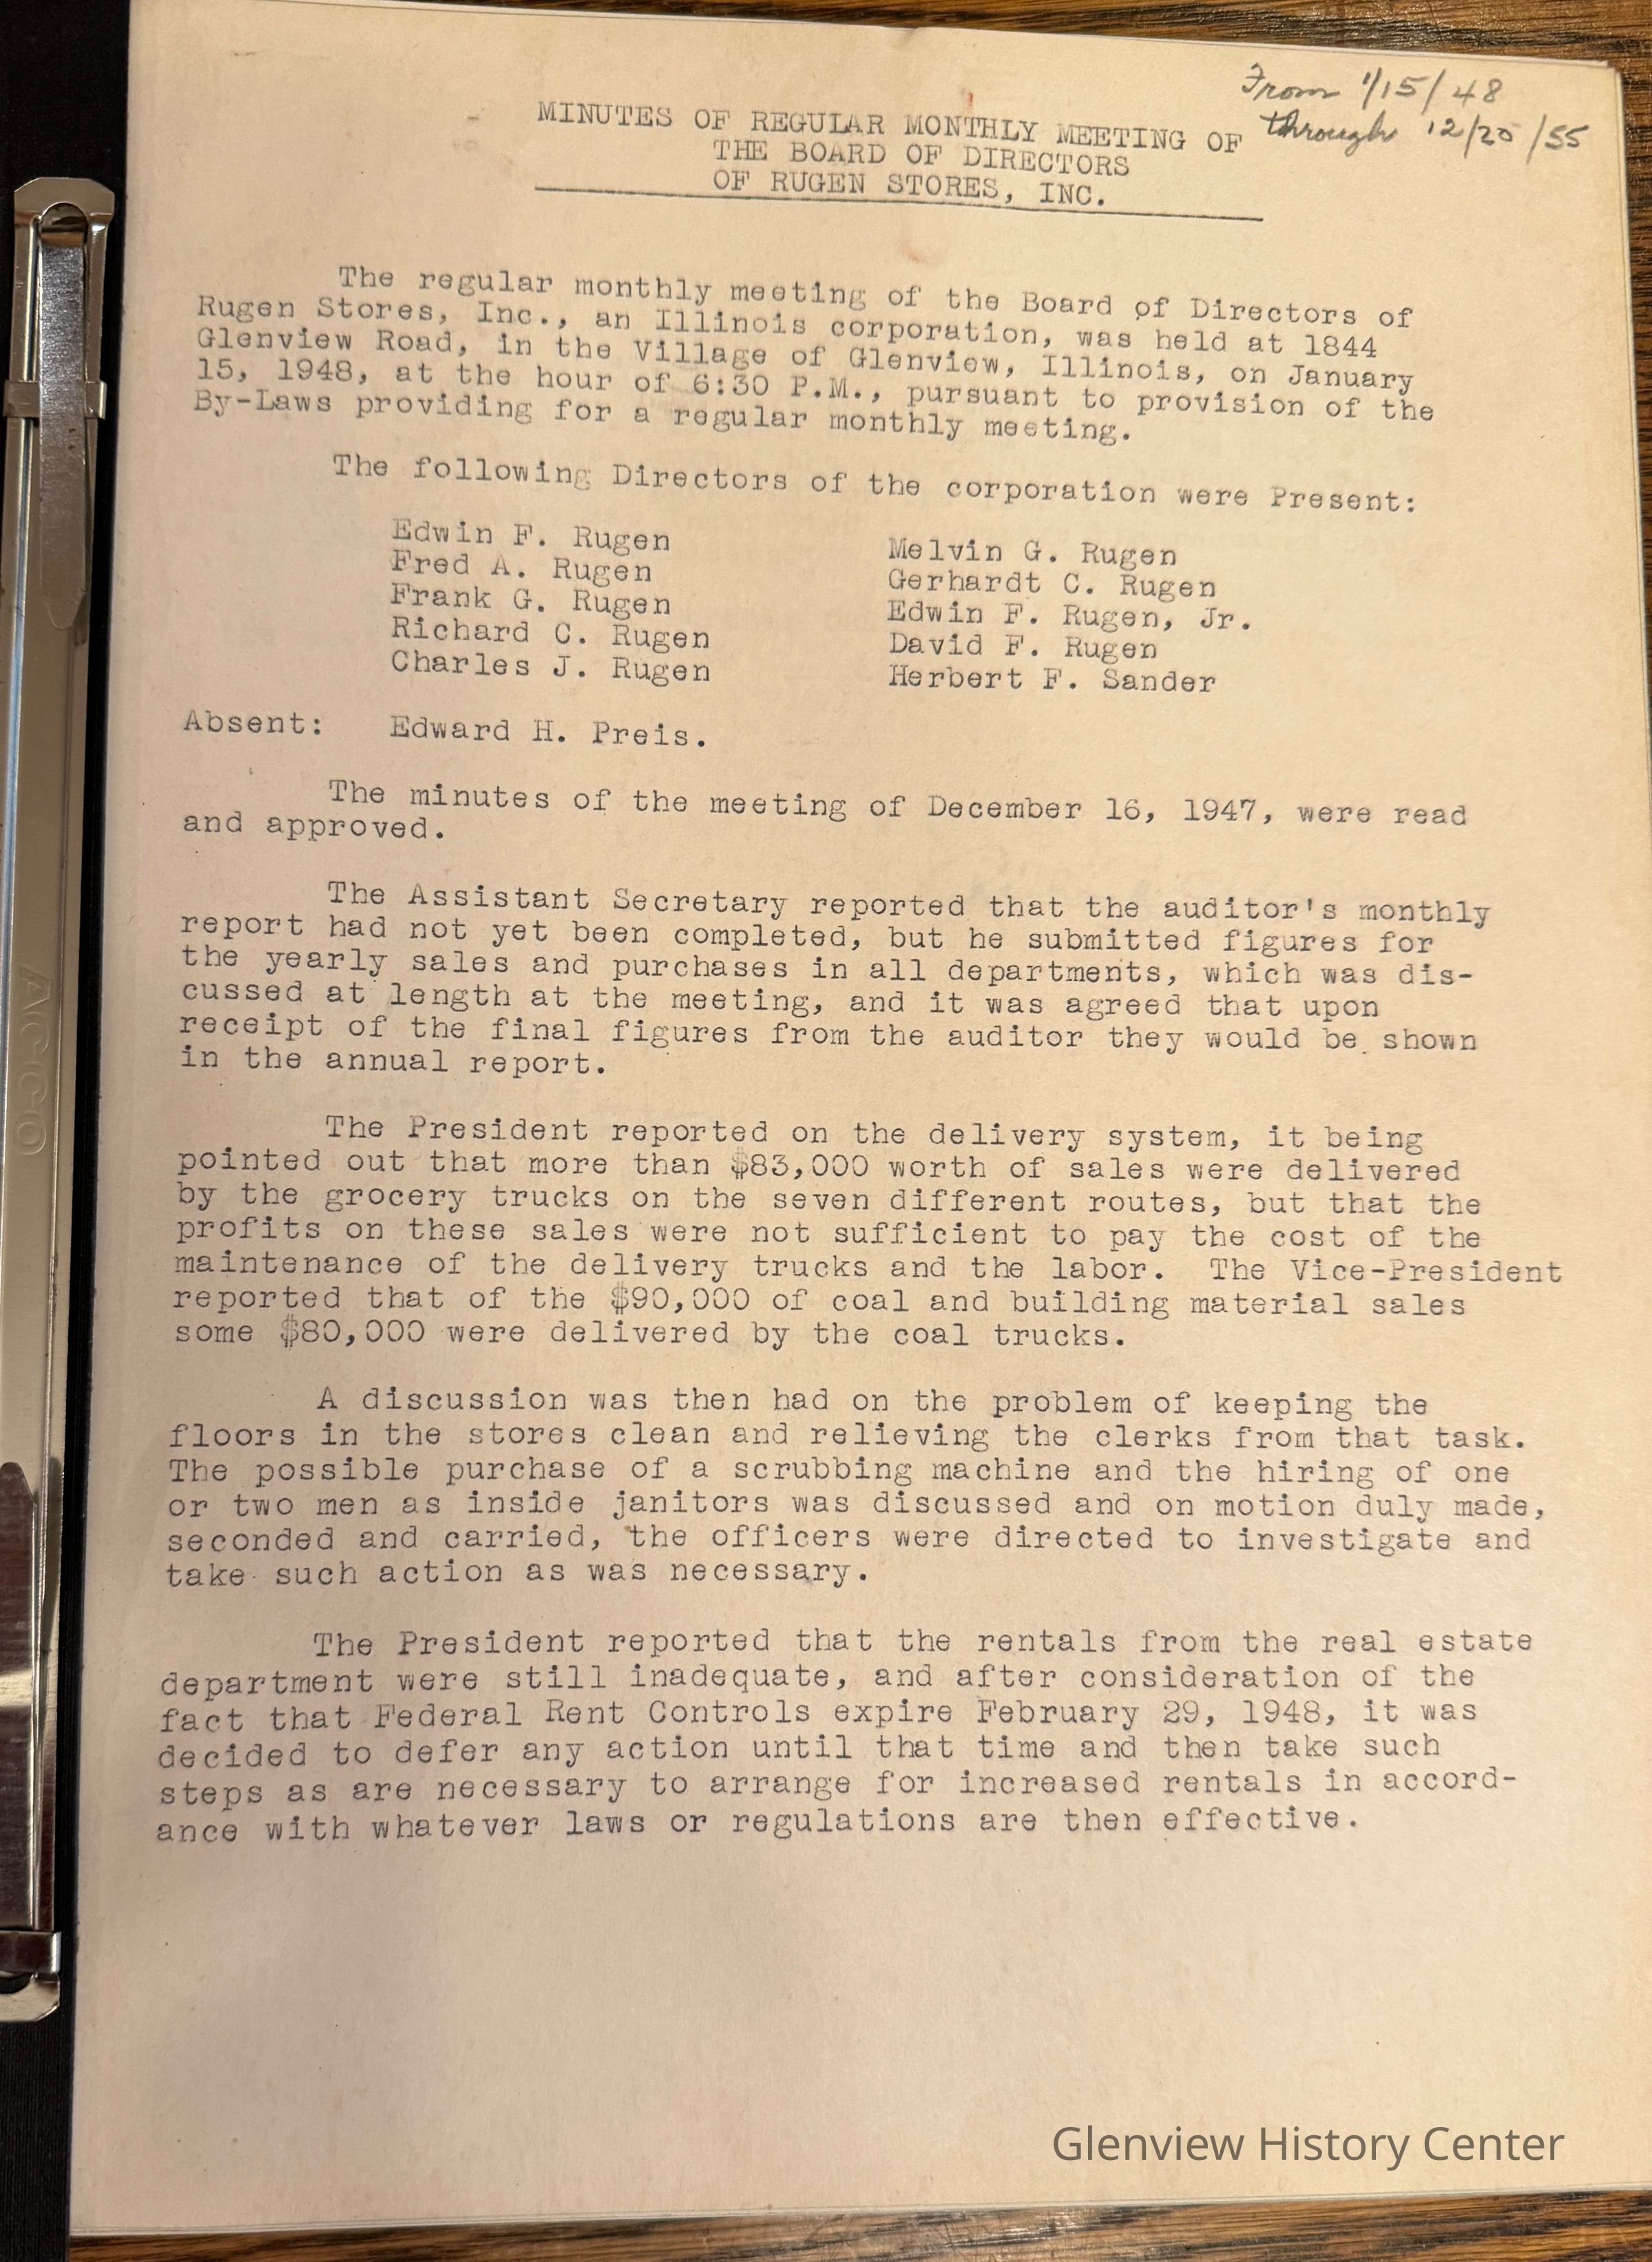 From 1/15/48
through 12/20/55
MINUTES OF REGULAR MONTHLY MEETING OF
THE BOARD OF DIRECTORS
OF RUGEN STORES, INC.
The regular monthly meeting of the Board of Directors of
Rugen Stores, Inc., an Illinois corporation, was held at 1844
Glenview Road, in the Village of Glenview, Illinois, on January
15, 1948, at the hour of 6:30 P.M., pursuant to provision of the
By-Laws providing for a regular monthly meeting.
The following Directors of the corporation were Present:
Edwin F. Rugen
Fred A. Rugen
Frank G. Rugen
Richard C. Rugen
Charles J. Rugen
Melvin G. Rugen
Gerhardt C. Rugen
Edwin F. Rugen, Jr.
David F. Rugen
Herbert F. Sander
Absent: Edward H. Preis.
The minutes of the meeting of December 16, 1947, were read
and approved.
The Assistant Secretary reported that the auditor's monthly
report had not yet been completed, but he submitted figures for
the yearly sales and purchases in all departments, which was dis-
cussed at length at the meeting, and it was agreed that upon
receipt of the final figures from the auditor they would be shown
in the annual report.
The President reported on the delivery system, it being
pointed out that more than $83,000 worth of sales were delivered
by the grocery trucks on the seven different routes, but that the
profits on these sales were not sufficient to pay the cost of the
maintenance of the delivery trucks and the labor. The Vice-President
reported that of the $90,000 of coal and building material sales
some $80,000 were delivered by the coal trucks.
A discussion was then had on the problem of keeping the
floors in the stores clean and relieving the clerks from that task.
The possible purchase of a scrubbing machine and the hiring of one
or two men as inside janitors was discussed and on motion duly made,
seconded and carried, the officers were directed to investigate and
take such action as was necessary.
The President reported that the rentals from the real estate
department were still inadequate, and after consideration of the
fact that Federal Rent Controls expire February 29, 1948, it was
decided to defer any action until that time and then take such
steps as are necessary to arrange for increased rentals in accord-
ance with whatever laws or regulations are then effective.
ACCO
Glenview History Center